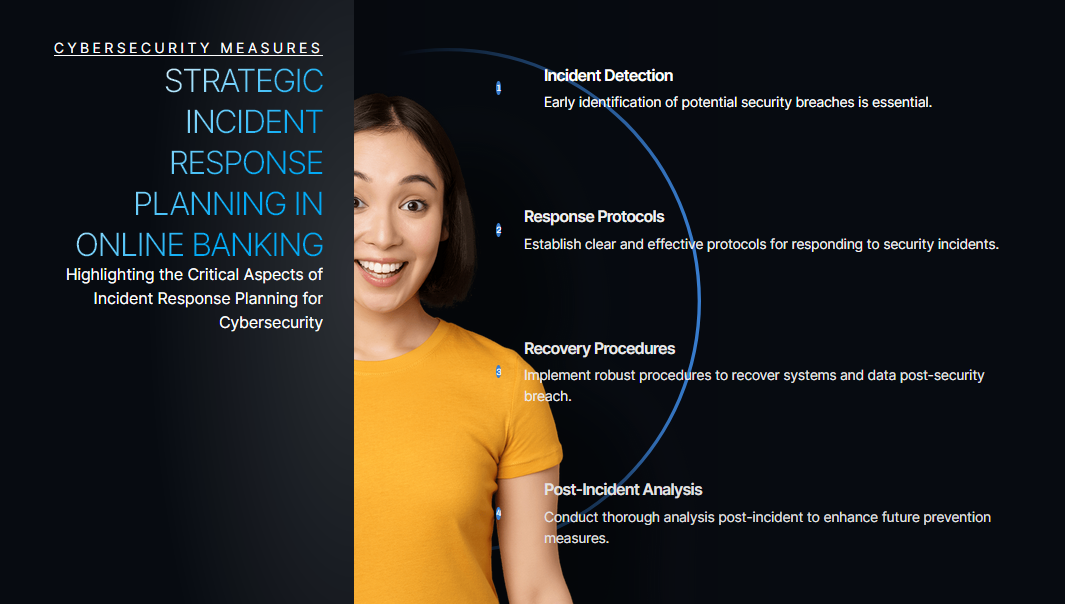 CYBERSECURITY MEASURES
STRATEGIC
INCIDENT
RESPONSE
PLANNING IN
ONLINE BANKING
Highlighting the Critical Aspects of
Incident Response Planning for
Cybersecurity
1
Incident Detection
Early identification of potential security breaches is essential.
2
Response Protocols
Establish clear and effective protocols for responding to security incidents.
3
Recovery Procedures
Implement robust procedures to recover systems and data post-security
breach.
4
Post-Incident Analysis
Conduct thorough analysis post-incident to enhance future prevention
measures.